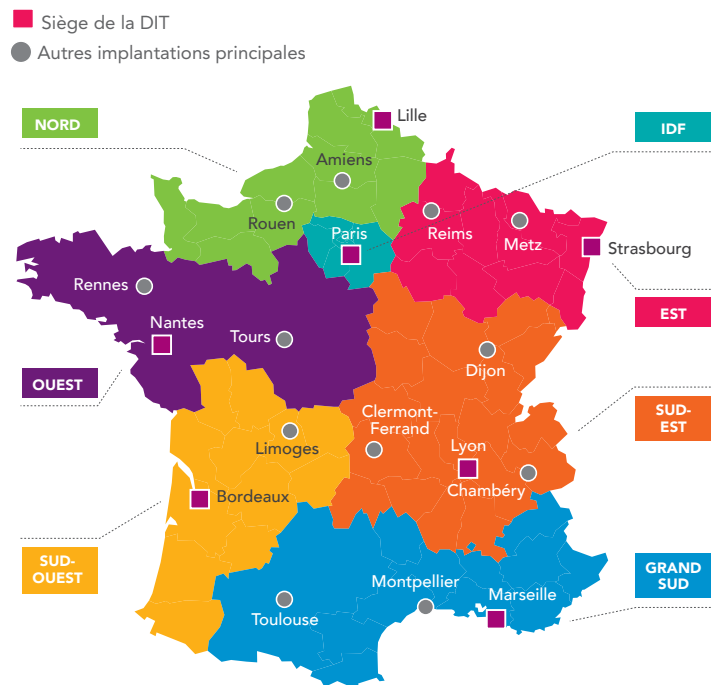 Siège de la DIT
Autres implantations principales
NORD
Lille
IDF
Amiens
Rouen
Paris
Reims
Metz
Strasbourg
Rennes
Nantes
Tours
EST
Dijon
OUEST
SUD-
EST
Clermont-
Ferrand
Limoges
Lyon
Chambéry
Bordeaux
SUD-
OUEST
GRAND
SUD
Montpellier
Marseille
Toulouse